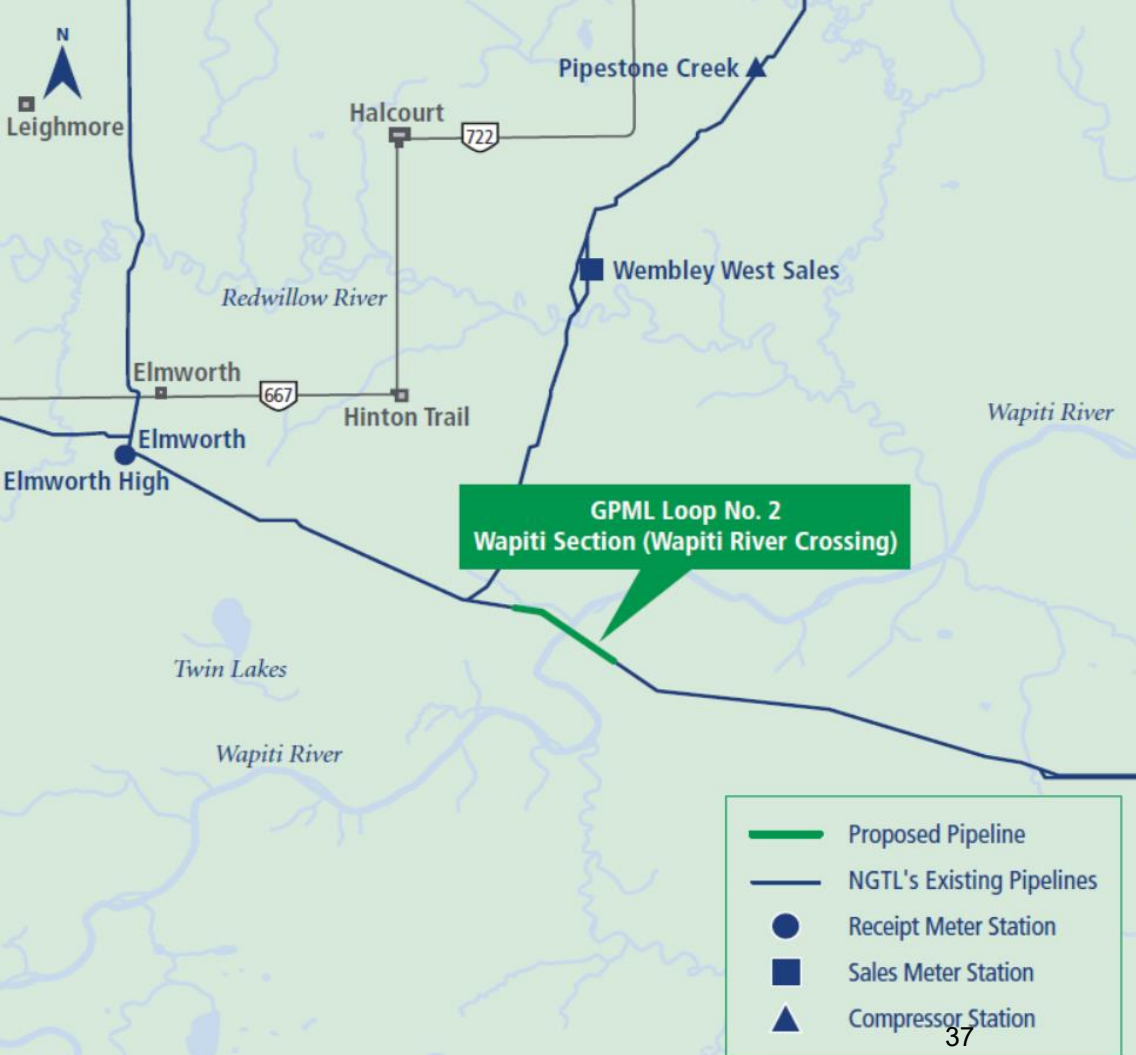 N
Pipestone Creek
Leighmore
Halcourt
722
Wembley West Sales
Redwillow River
Elmworth
667
Hinton Trail
Wapiti River
Elmworth
Elmworth High
GPML Loop No. 2
Wapiti Section (Wapiti River Crossing)
Twin Lakes
Wapiti River
Proposed Pipeline
NGTL's Existing Pipelines
Receipt Meter Station
Sales Meter Station
Compressor Station
37